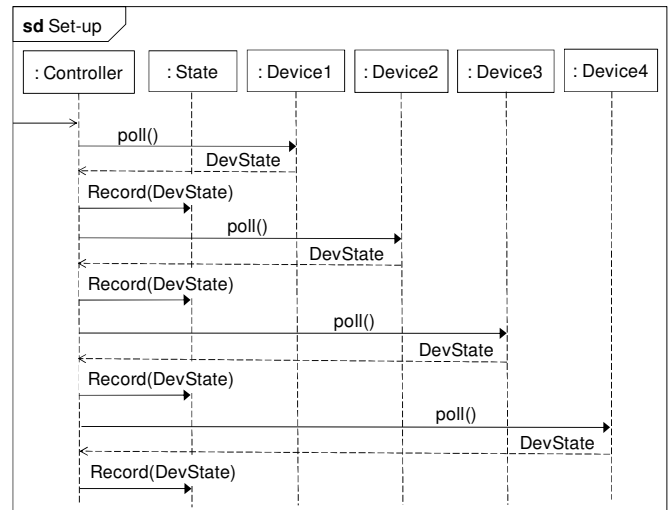 sd Set-up
: Controller
: State
: Device1
: Device2
: Device3
: Device4
poll()
DevState
Record(DevState)
poll()
DevState
Record(DevState)
poll()
DevState
Record(DevState)
poll()
DevState
Record(DevState)